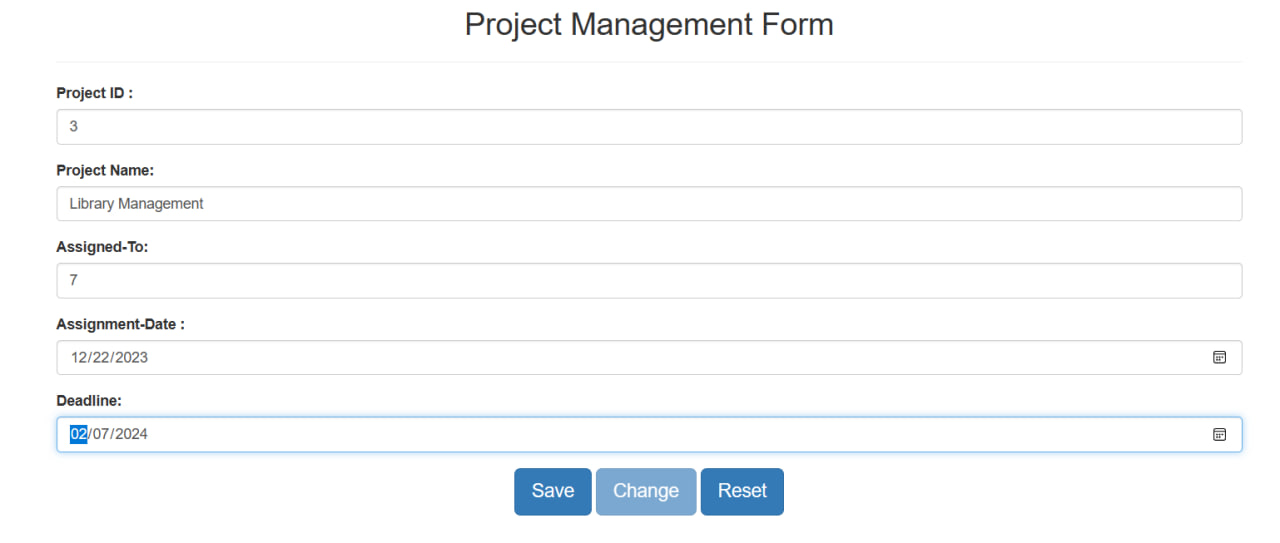 Project Management Form
Project ID :
3
Project Name:
Library Management
Assigned-To:
7
Assignment-Date :
12/22/2023
Deadline:
02/07/2024
Save Change Reset